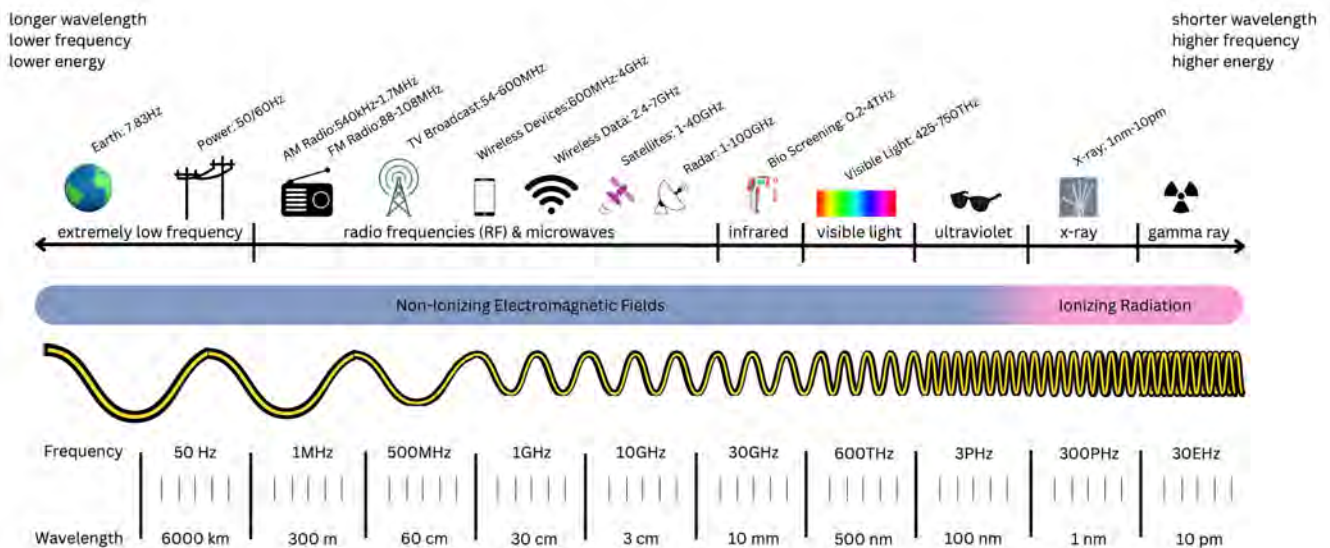 longer wavelength
lower frequency
lower energy
shorter wavelength
higher frequency
higher energy
Earth: 7.83Hz
Power: 50/60Hz
AM Radio:540kHz-1.7MHz
FM Radio:88-108MHz
TV Broadcast:54-600MHz
Wireless Devices:600MHz-4GHz
Wireless Data: 2.4-7GHz
Satellites: 1-40GHz
Radar: 1-100GHz
Bio Screening: 0.2-4THz
Visible Light: 425-750THz
X-ray: 1nm-10pm
extremely low frequency radio frequencies (RF) & microwaves infrared visible light ultraviolet x-ray gamma ray
Non-Ionizing Electromagnetic Fields Ionizing Radiation
Frequency 50 Hz 1MHz 500MHz 1GHz 10GHz 30GHz 600THz 3PHz 300PHz 30EHz
Wavelength 6000 km 300 m 60 cm 30 cm 3 cm 10 mm 500 nm 100 nm 1 nm 10 pm